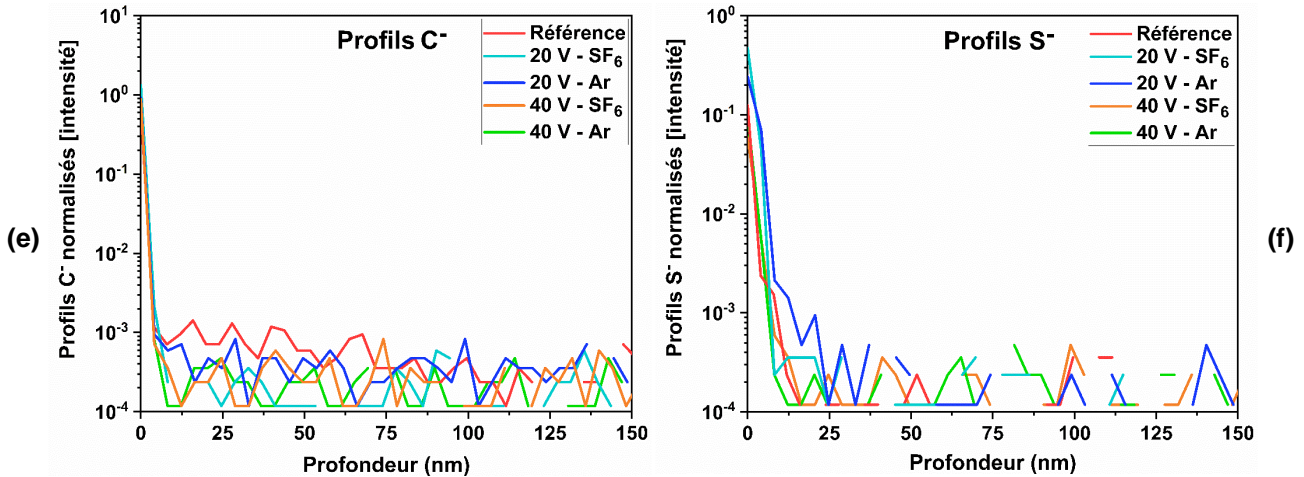 (e)
Profils C⁻ normalisés [intensité]
10¹
10⁰
10⁻¹
10⁻²
10⁻³
10⁻⁴
Profils C⁻
Référence
20 V - SF₆
20 V - Ar
40 V - SF₆
40 V - Ar
0 25 50 75 100 125 150
Profondeur (nm)
Profils S⁻ normalisés [intensité]
10⁰
10⁻¹
10⁻²
10⁻³
10⁻⁴
Profils S⁻
Référence
20 V - SF₆
20 V - Ar
40 V - SF₆
40 V - Ar
0 25 50 75 100 125 150
Profondeur (nm)
(f)